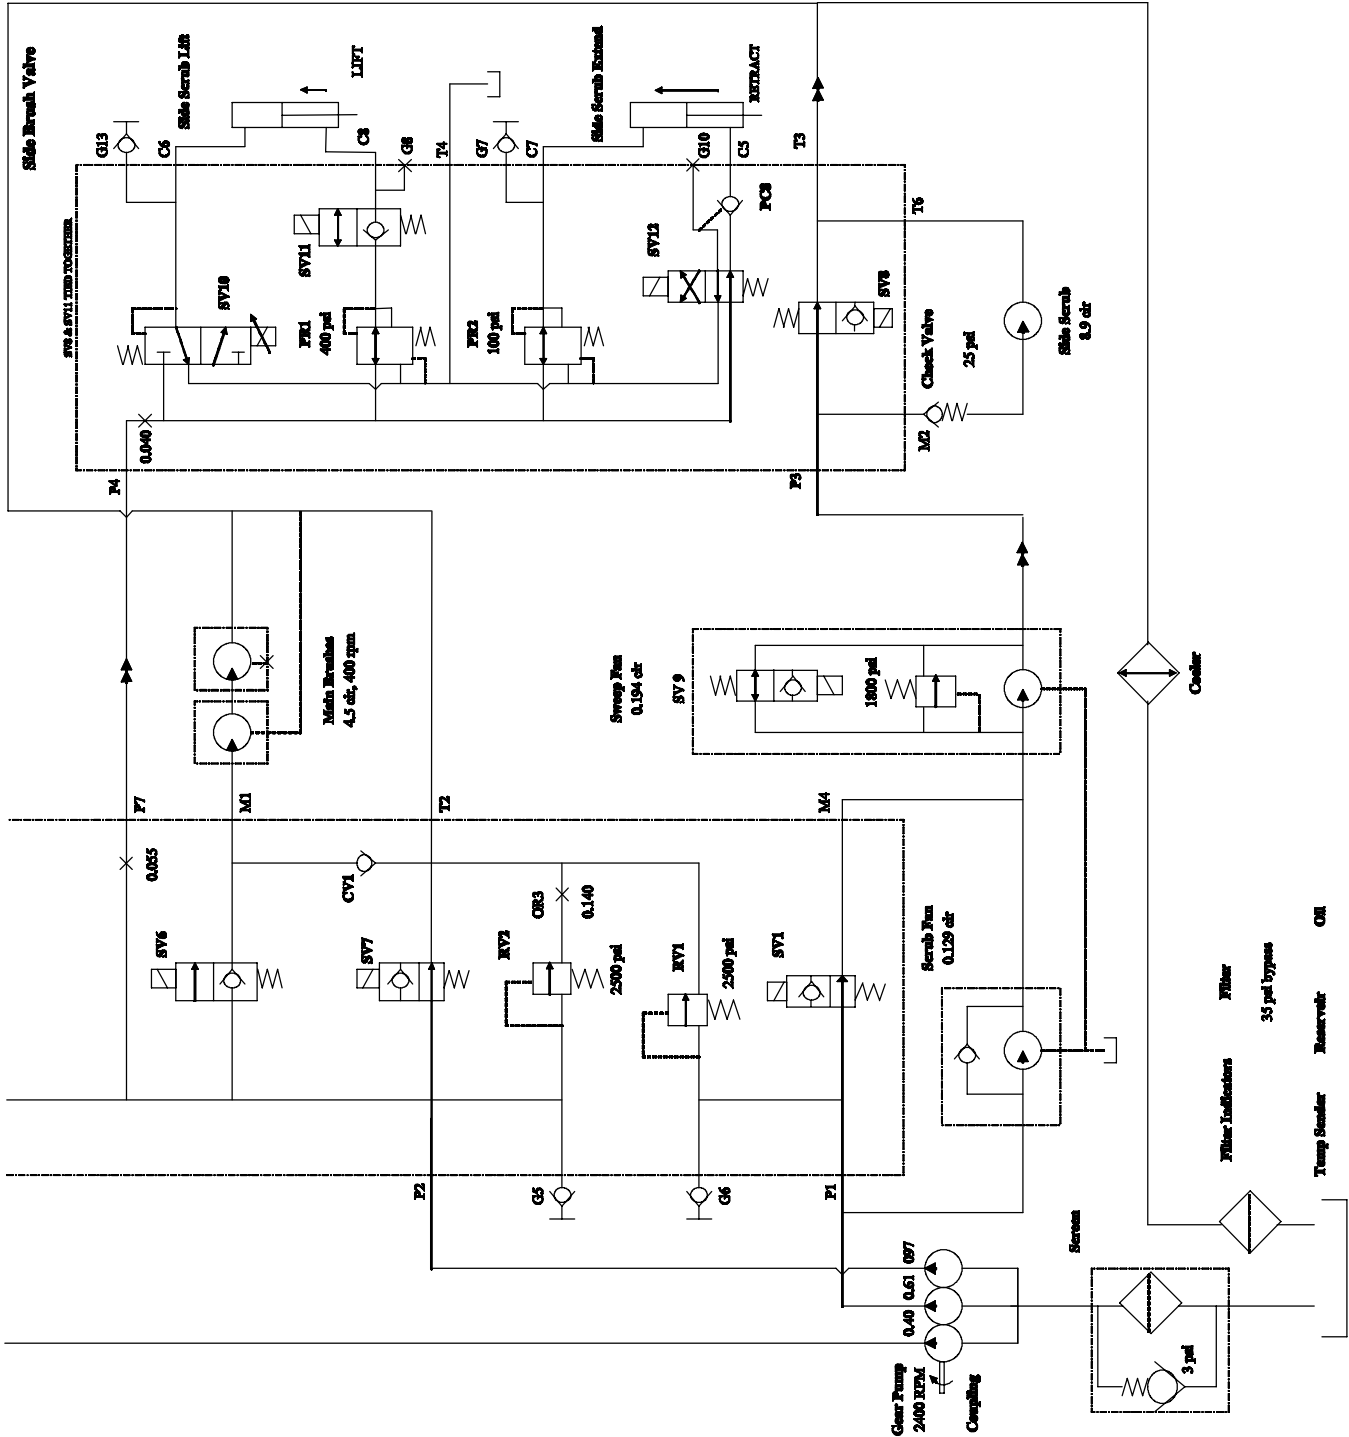 Side Brush Valve
SV8 & SV11 TIED TOGETHER
G13
C6
Side Scrub Lift
LIFT
C8
G8
T4
G7
C7
Side Scrub Extend
RETRACT
G10
C5
T3
SV10
SV11
PR1
400 psi
PR2
100 psi
SV12
PC8
SV8
T6
Check Valve
25 psi
M2
Side Scrub
8.9 cir
0.040
P4
P3
Main Brushes
4.5 cir, 400 rpm
Sweep Fan
0.194 cir
SV 9
1800 psi
Cooler
P7
M1
T2
M4
0.055
CV1
OR3
0.140
SV6
SV7
RV2
2500 psi
RV1
2500 psi
SV1
Scrub Fan
0.129 cir
P2
G5
G6
P1
0.40
0.61
097
Gear Pump
2400 RPM
Coupling
Screen
3 psi
Filter Indicators
Filter
35 psi bypass
Temp Sender
Reservoir
Oil